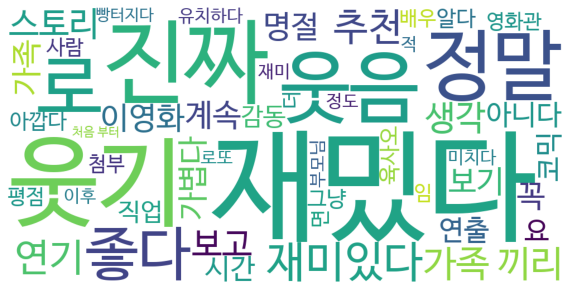 스토리 빵터지다 유치하다 명절 추천 배우 알다 영화관
가족 사람 진짜 재미 웃음 적 정말
로 더 정도
아깝다 이영화 계속 감동 생각 아니다
처음 부터
웃기 첨부 가볍다 로또 재밌다 부모님 육사오 미치다 보기 코믹
평점 이후 직업 면 그냥 임 꼭
연기 좋다 보고 연출 요
시간 재미있다 가족 끼리